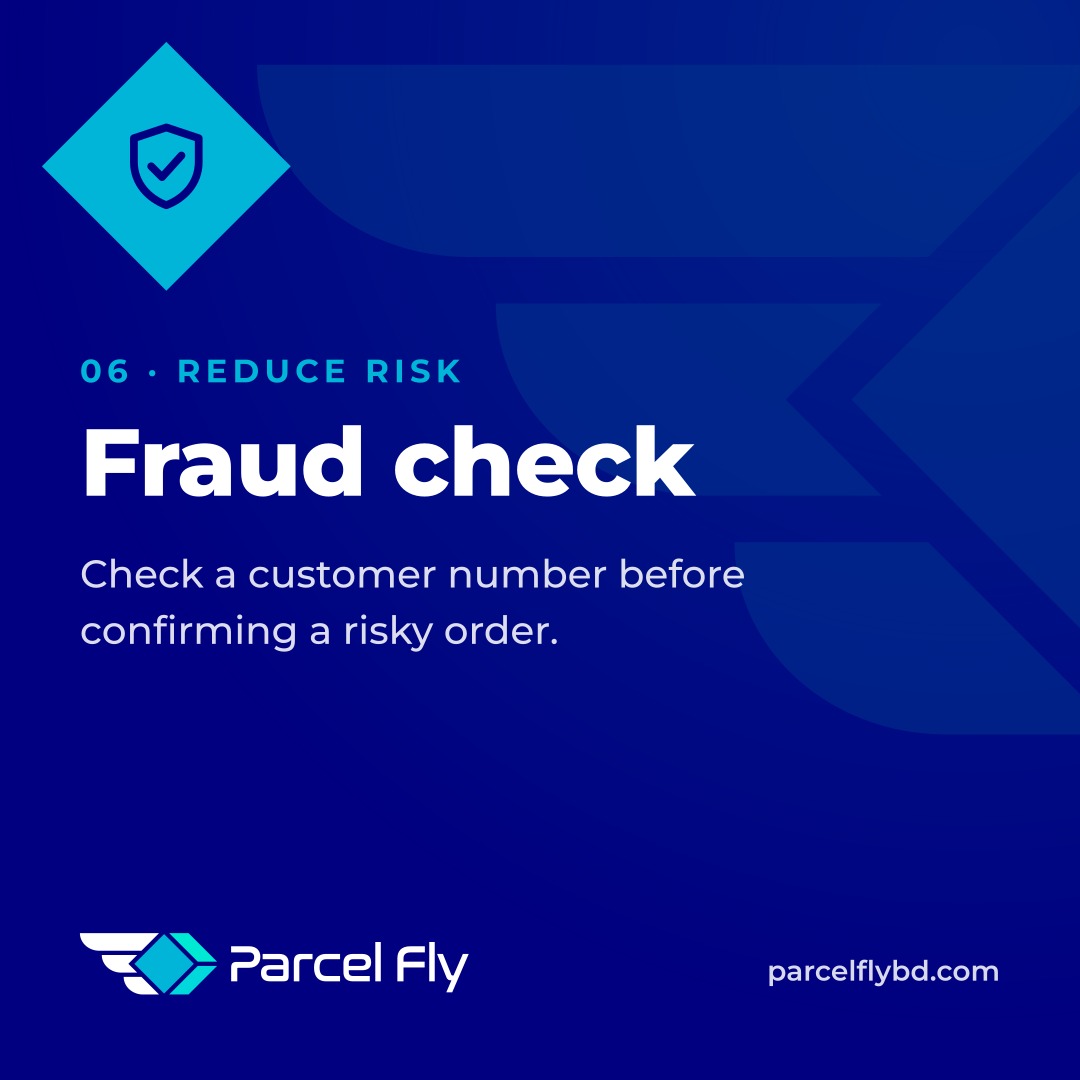 06 · REDUCE RISK
Fraud check
Check a customer number before
confirming a risky order.
Parcel Fly
parcelflybd.com